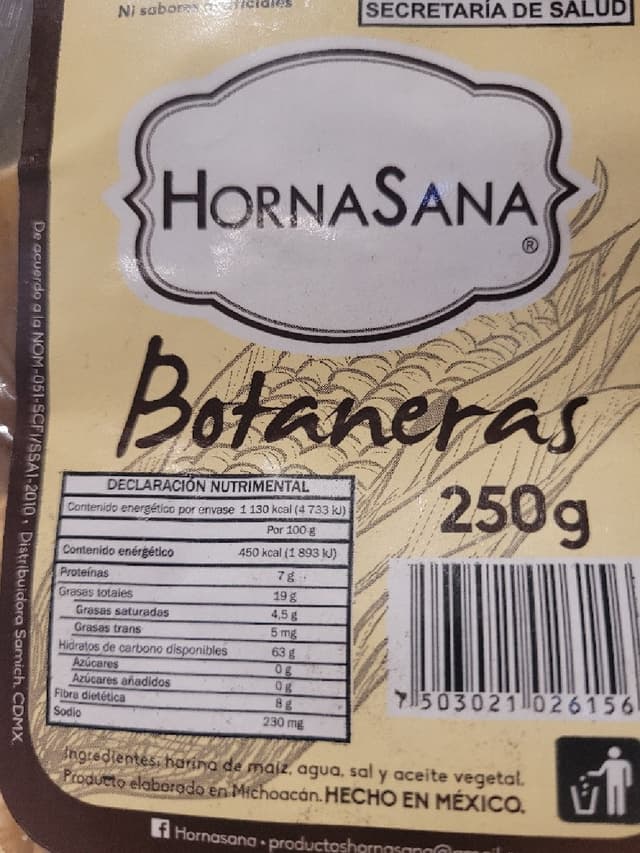 Ni sabores
SECRETARÍA DE SALUD
HORNASANA
®
Botaneras
250g
DECLARACIÓN NUTRIMENTAL
Contenido energético por envase 1 130 kcal (4 733 kJ)
Por 100 g
Contenido enérgético 450 kcal (1 893 kJ)
Proteínas 7 g
Grasas totales 19 g
Grasas saturadas 4,5 g
Grasas trans 5 mg
Hidratos de carbono disponibles 63 g
Azúcares 0 g
Azúcares añadidos 0 g
Fibra dietética 8 g
Sodio 230 mg
7 503021 026156
Ingredientes: harina de maíz, agua, sal y aceite vegetal.
Producto elaborado en Michoacán. HECHO EN MÉXICO.
f Hornasana • productoshornasana@
De acuerdo a la NOM-051-SCFI/SSA1-2010, Distribuidora Samich, CDMX.